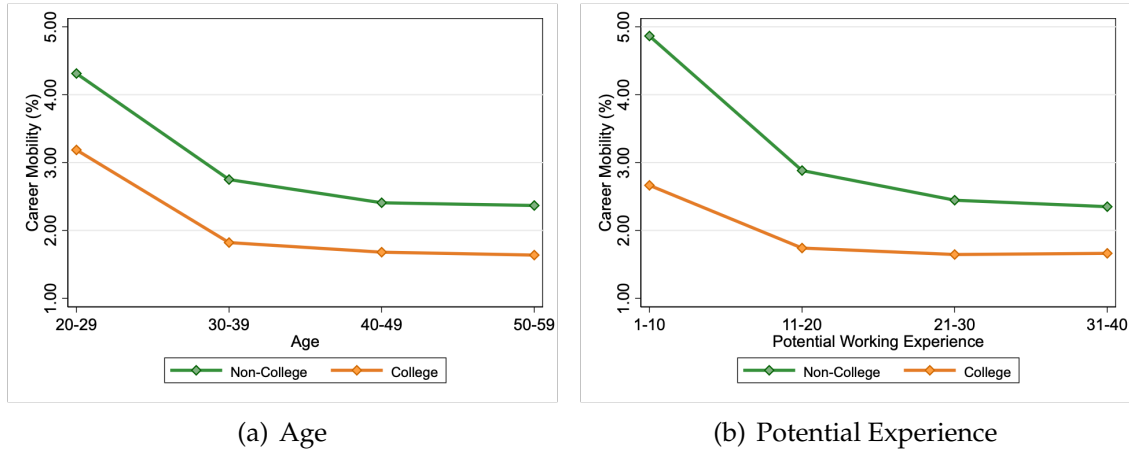 5.00
4.00
3.00
2.00
1.00
Career Mobility (%)
20-29 30-39 40-49 50-59
Age
Non-College College
(a) Age
5.00
4.00
3.00
2.00
1.00
Career Mobility (%)
1-10 11-20 21-30 31-40
Potential Working Experience
Non-College College
(b) Potential Experience